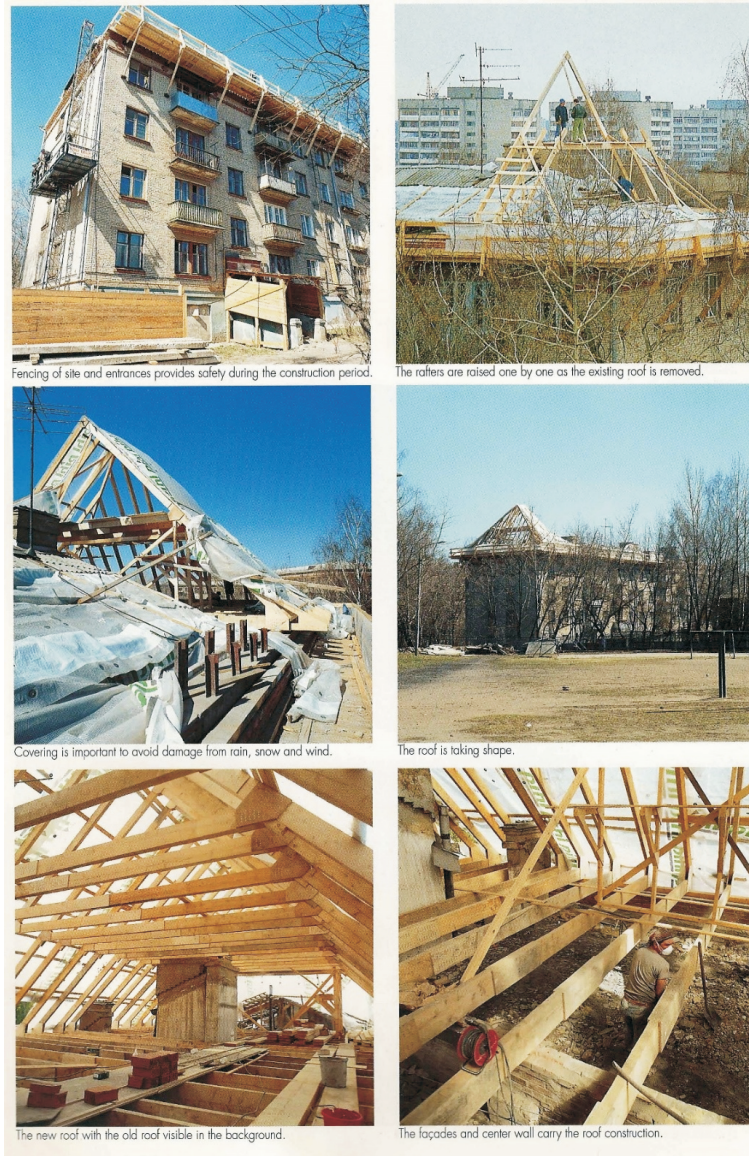 Fencing of site and entrances provides safety during the construction period.
The rafters are raised one by one as the existing roof is removed.
Covering is important to avoid damage from rain, snow and wind.
The roof is taking shape.
The new roof with the old roof visible in the background.
The façades and center wall carry the roof construction.